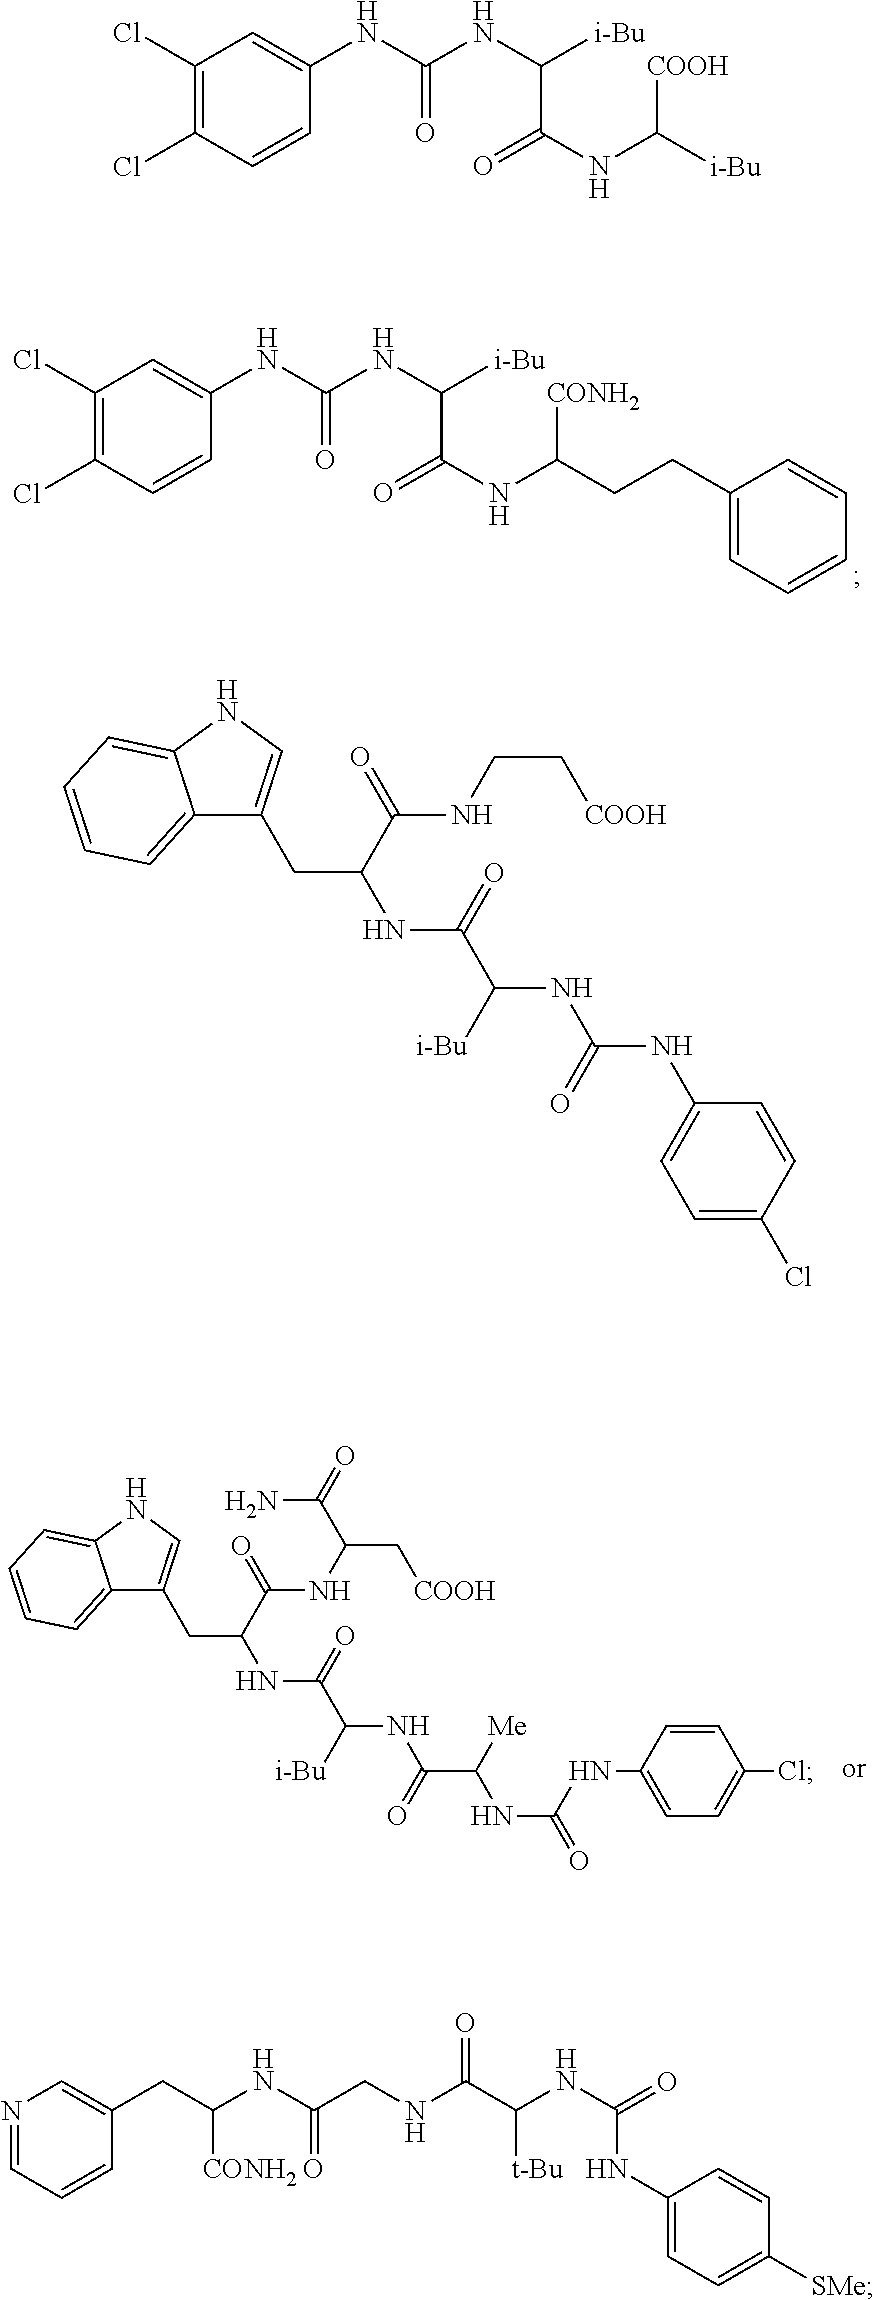 H H
Cl N N i-Bu
COOH
O
Cl O N i-Bu
H
H H
Cl N N i-Bu
CONH2
O
Cl O N
H
;
H
N
O
NH COOH
O
HN
NH
i-Bu NH
O
Cl
O
H H2N
N
O
NH COOH
O
HN
NH Me
i-Bu HN Cl; or
O HN
O
O
H H
N N O
N
N
H
CONH2 O t-Bu HN
SMe;